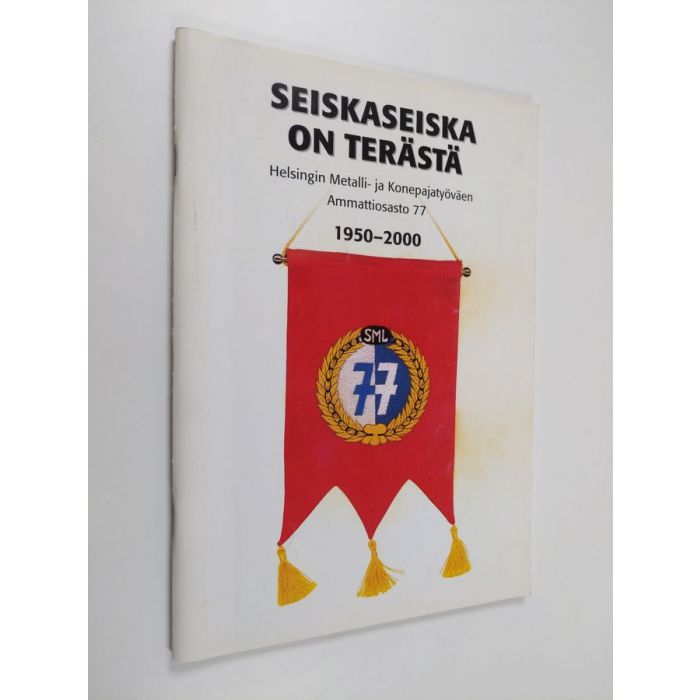 SEISKASEISKA
ON TERÄSTÄ
Helsingin Metalli- ja Konepajatyöväen
Ammattiosasto 77
1950–2000
SML
77